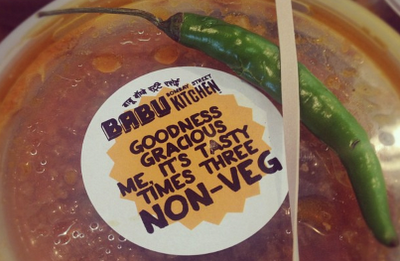 BABU
BOMBAY STREET
KITCHEN
GOODNESS
GRACIOUS
ME, IT'S TASTY
TIMES THREE
NON-VEG